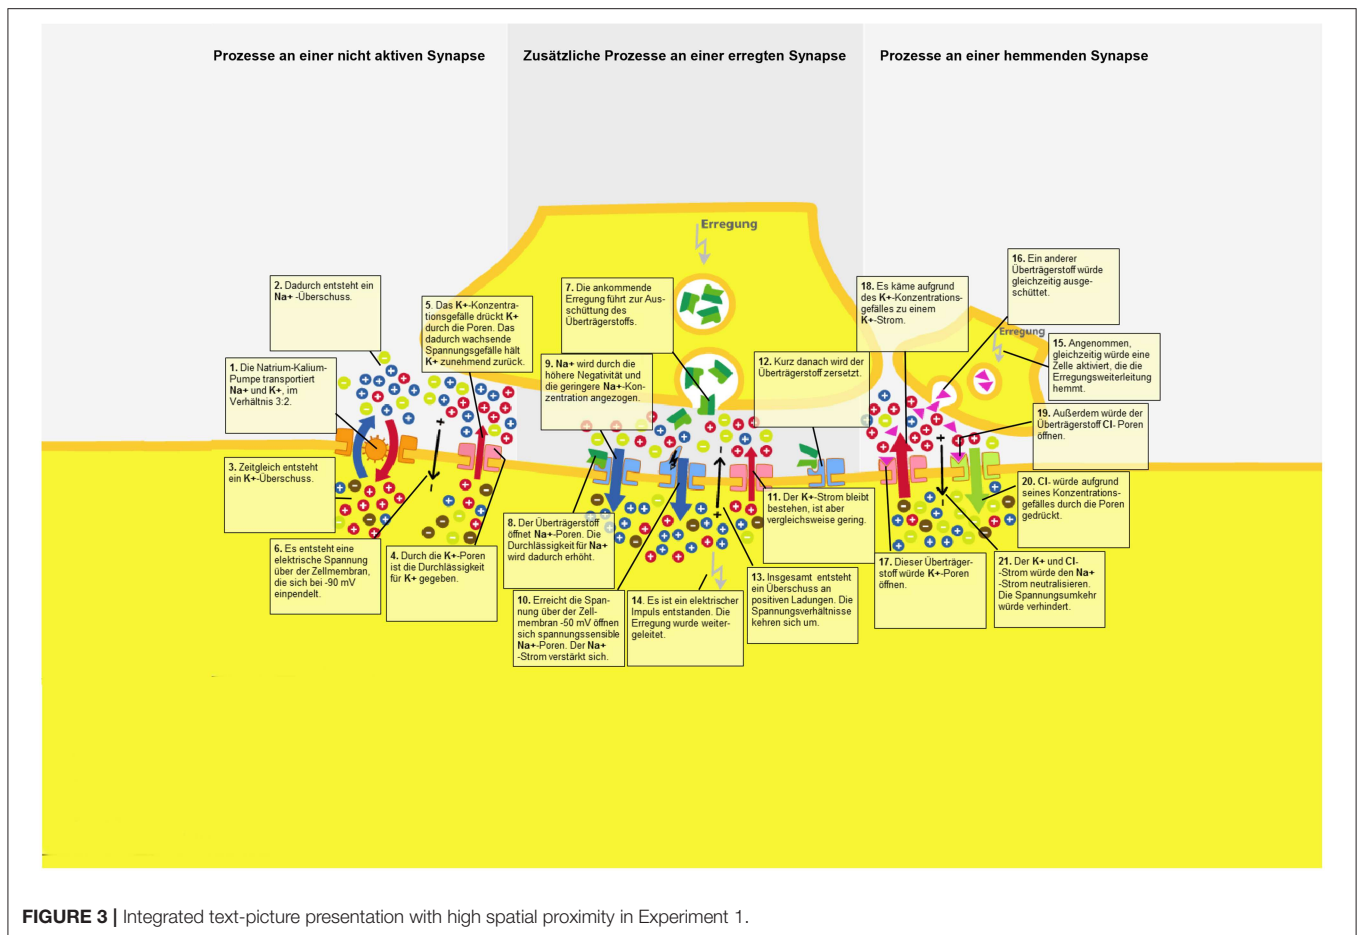 Prozesse an einer nicht aktiven Synapse
Zusätzliche Prozesse an einer erregten Synapse
Prozesse an einer hemmenden Synapse
Erregung
Erregung
1. Die Natrium-Kalium-
Pumpe transportiert
Na+ und K+, im
Verhältnis 3:2.
2. Dadurch entsteht ein
Na+ -Überschuss.
3. Zeitgleich entsteht
ein K+-Überschuss.
4. Durch die K+-Poren
ist die Durchlässigkeit
für K+ gegeben.
5. Das K+-Konzentra-
tionsgefälle drückt K+
durch die Poren. Das
dadurch wachsende
Spannungsgefälle hält
K+ zunehmend zurück.
6. Es entsteht eine
elektrische Spannung
über der Zellmembran,
die sich bei -90 mV
einpendelt.
7. Die ankommende
Erregung führt zur Aus-
schüttung des
Überträgerstoffs.
8. Der Überträgerstoff
öffnet Na+-Poren. Die
Durchlässigkeit für Na+
wird dadurch erhöht.
9. Na+ wird durch die
höhere Negativität und
die geringere Na+-Kon-
zentration angezogen.
10. Erreicht die Span-
nung über der Zell-
membran -50 mV öffnen
sich spannungssensible
Na+-Poren. Der Na+
-Strom verstärkt sich.
11. Der K+-Strom bleibt
bestehen, ist aber
vergleichsweise gering.
12. Kurz danach wird der
Überträgerstoff zersetzt.
13. Insgesamt entsteht
ein Überschuss an
positiven Ladungen. Die
Spannungsverhältnisse
kehren sich um.
14. Es ist ein elektrischer
Impuls entstanden. Die
Erregung wurde weiter-
geleitet.
15. Angenommen,
gleichzeitig würde eine
Zelle aktiviert, die die
Erregungsweiterleitung
hemmt.
16. Ein anderer
Überträgerstoff würde
gleichzeitig ausge-
schüttet.
17. Dieser Überträger-
stoff würde K+-Poren
öffnen.
18. Es käme aufgrund
des K+-Konzentrations-
gefälles zu einem
K+-Strom.
19. Außerdem würde der
Überträgerstoff Cl- Poren
öffnen.
20. Cl- würde aufgrund
seines Konzentrations-
gefälles durch die Poren
gedrückt.
21. Der K+ und Cl-
-Strom würde den Na+
-Strom neutralisieren.
Die Spannungsumkehr
würde verhindert.
FIGURE 3 | Integrated text-picture presentation with high spatial proximity in Experiment 1.